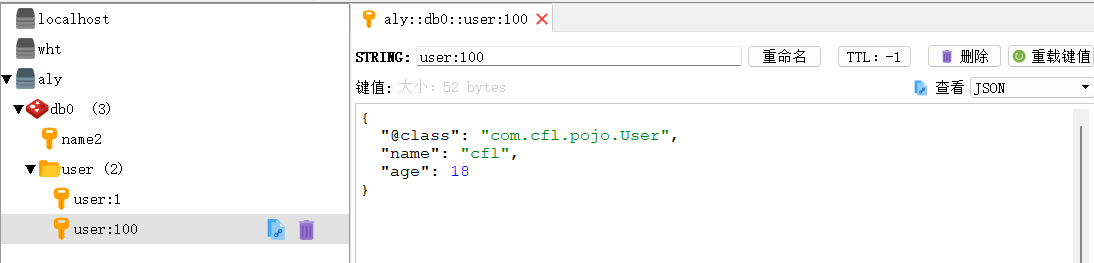 localhost
wht
aly
db0 (3)
name2
user (2)
user:1
user:100
aly::db0::user:100
STRING: user:100 重命名 TTL: -1 删除 重载键值
键值: 大小: 52 bytes 查看 JSON
{
"@class": "com.cfl.pojo.User",
"name": "cfl",
"age": 18
}